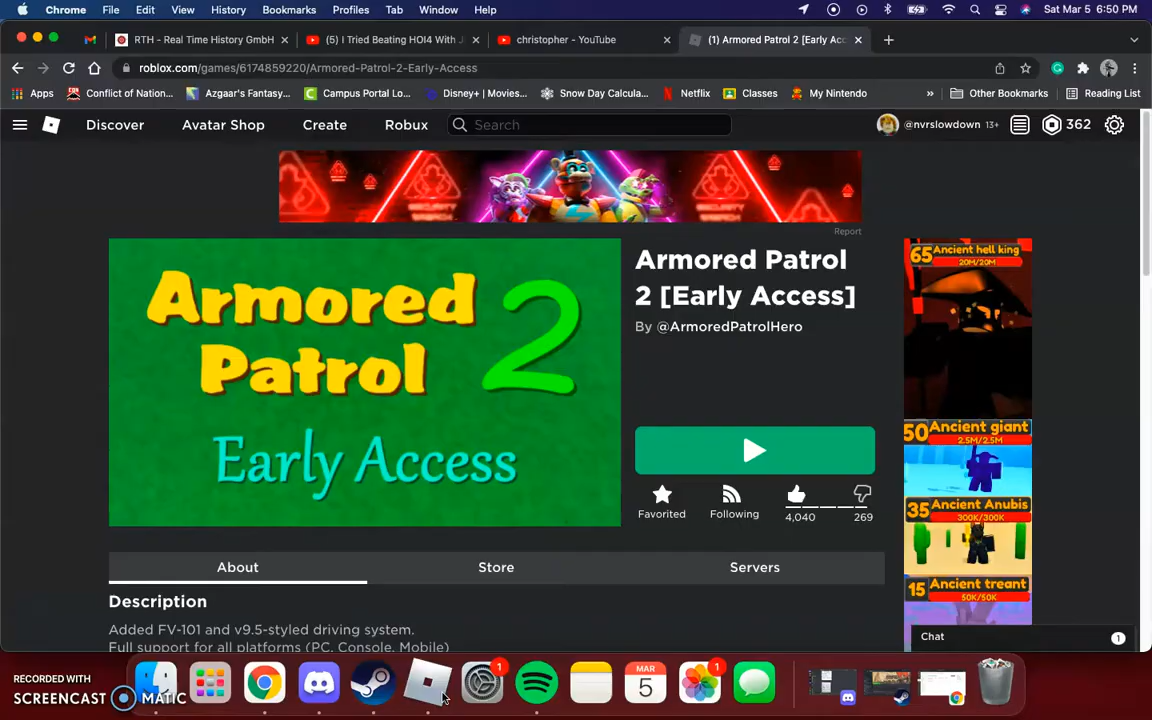 Chrome File Edit View History Bookmarks Profiles Tab Window Help Sat Mar 5 6:50 PM
RTH - Real Time History GmbH × (5) I Tried Beating HOI4 With J × christopher - YouTube × (1) Armored Patrol 2 [Early Acc × +
roblox.com/games/6174859220/Armored-Patrol-2-Early-Access
Apps Conflict of Nation... Azgaar's Fantasy... Campus Portal Lo... Disney+ | Movies... Snow Day Calcula... Netflix Classes My Nintendo » Other Bookmarks Reading List
Discover Avatar Shop Create Robux Search @nvrslowdown 13+ 362
Report
Armored
Patrol 2
Early Access
Armored Patrol
2 [Early Access]
By @ArmoredPatrolHero
Favorited Following 4,040 269
65 Ancient hell king
20M/20M
50 Ancient giant
2.5M/2.5M
35 Ancient Anubis
300K/300K
15 Ancient treant
50K/50K
About Store Servers
Description
Added FV-101 and v9.5-styled driving system.
Full support for all platforms (PC, Console, Mobile)
Chat 1
RECORDED WITH
SCREENCAST MATIC
1
MAR
5
1